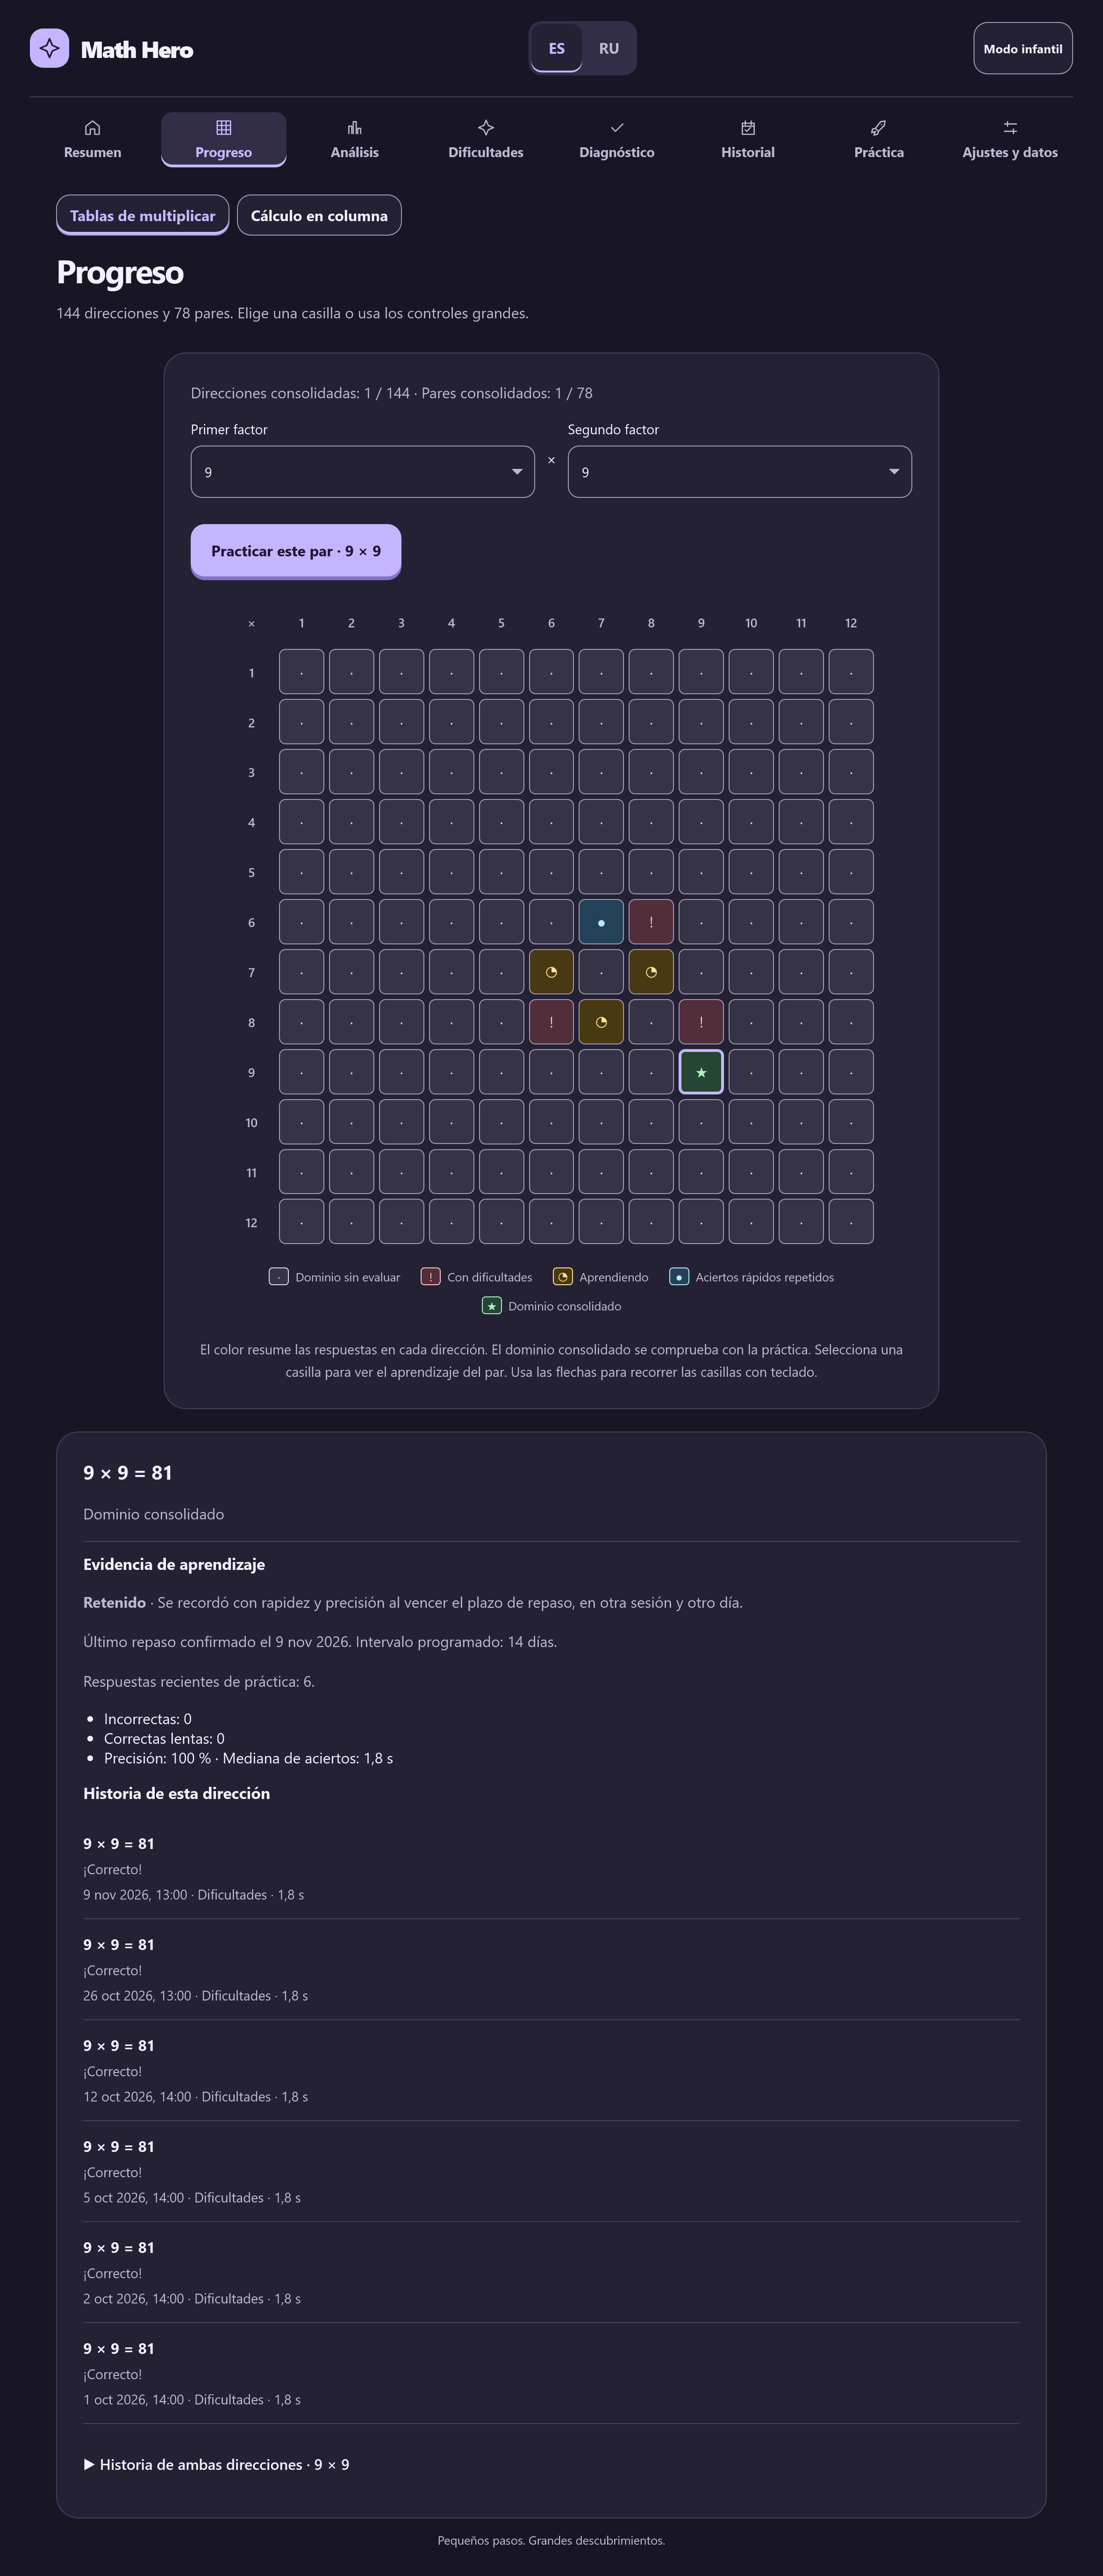 Math Hero
ES RU
Modo infantil
Resumen Progreso Análisis Dificultades Diagnóstico Historial Práctica Ajustes y datos
Tablas de multiplicar Cálculo en columna
Progreso
144 direcciones y 78 pares. Elige una casilla o usa los controles grandes.
Direcciones consolidadas: 1 / 144 · Pares consolidados: 1 / 78
Primer factor Segundo factor
9 × 9
Practicar este par · 9 × 9
× 1 2 3 4 5 6 7 8 9 10 11 12
1 · · · · · · · · · · · ·
2 · · · · · · · · · · · ·
3 · · · · · · · · · · · ·
4 · · · · · · · · · · · ·
5 · · · · · · · · · · · ·
6 · · · · · · ● ! · · · ·
7 · · · · · ◔ · ◔ · · · ·
8 · · · · · ! ◔ · ! · · ·
9 · · · · · · · · ★ · · ·
10 · · · · · · · · · · · ·
11 · · · · · · · · · · · ·
12 · · · · · · · · · · · ·
· Dominio sin evaluar ! Con dificultades ◔ Aprendiendo ● Aciertos rápidos repetidos
★ Dominio consolidado
El color resume las respuestas en cada dirección. El dominio consolidado se comprueba con la práctica. Selecciona una
casilla para ver el aprendizaje del par. Usa las flechas para recorrer las casillas con teclado.
9 × 9 = 81
Dominio consolidado
Evidencia de aprendizaje
Retenido · Se recordó con rapidez y precisión al vencer el plazo de repaso, en otra sesión y otro día.
Último repaso confirmado el 9 nov 2026. Intervalo programado: 14 días.
Respuestas recientes de práctica: 6.
• Incorrectas: 0
• Correctas lentas: 0
• Precisión: 100 % · Mediana de aciertos: 1,8 s
Historia de esta dirección
9 × 9 = 81
¡Correcto!
9 nov 2026, 13:00 · Dificultades · 1,8 s
9 × 9 = 81
¡Correcto!
26 oct 2026, 13:00 · Dificultades · 1,8 s
9 × 9 = 81
¡Correcto!
12 oct 2026, 14:00 · Dificultades · 1,8 s
9 × 9 = 81
¡Correcto!
5 oct 2026, 14:00 · Dificultades · 1,8 s
9 × 9 = 81
¡Correcto!
2 oct 2026, 14:00 · Dificultades · 1,8 s
9 × 9 = 81
¡Correcto!
1 oct 2026, 14:00 · Dificultades · 1,8 s
▶ Historia de ambas direcciones · 9 × 9
Pequeños pasos. Grandes descubrimientos.